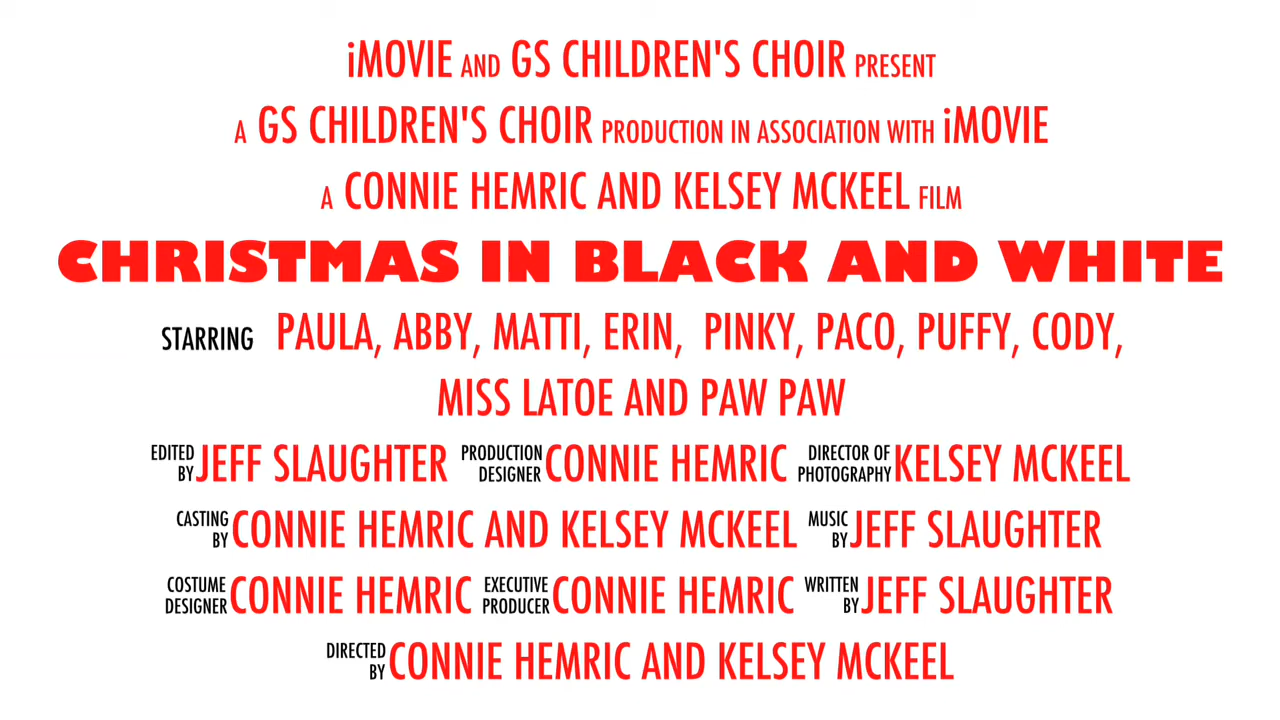 iMOVIE AND GS CHILDREN'S CHOIR PRESENT
A GS CHILDREN'S CHOIR PRODUCTION IN ASSOCIATION WITH iMOVIE
A CONNIE HEMRIC AND KELSEY MCKEEL FILM
CHRISTMAS IN BLACK AND WHITE
STARRING PAULA, ABBY, MATTI, ERIN, PINKY, PACO, PUFFY, CODY,
MISS LATOE AND PAW PAW
EDITED BY JEFF SLAUGHTER PRODUCTION DESIGNER CONNIE HEMRIC DIRECTOR OF PHOTOGRAPHY KELSEY MCKEEL
CASTING BY CONNIE HEMRIC AND KELSEY MCKEEL MUSIC BY JEFF SLAUGHTER
COSTUME DESIGNER CONNIE HEMRIC EXECUTIVE PRODUCER CONNIE HEMRIC WRITTEN BY JEFF SLAUGHTER
DIRECTED BY CONNIE HEMRIC AND KELSEY MCKEEL